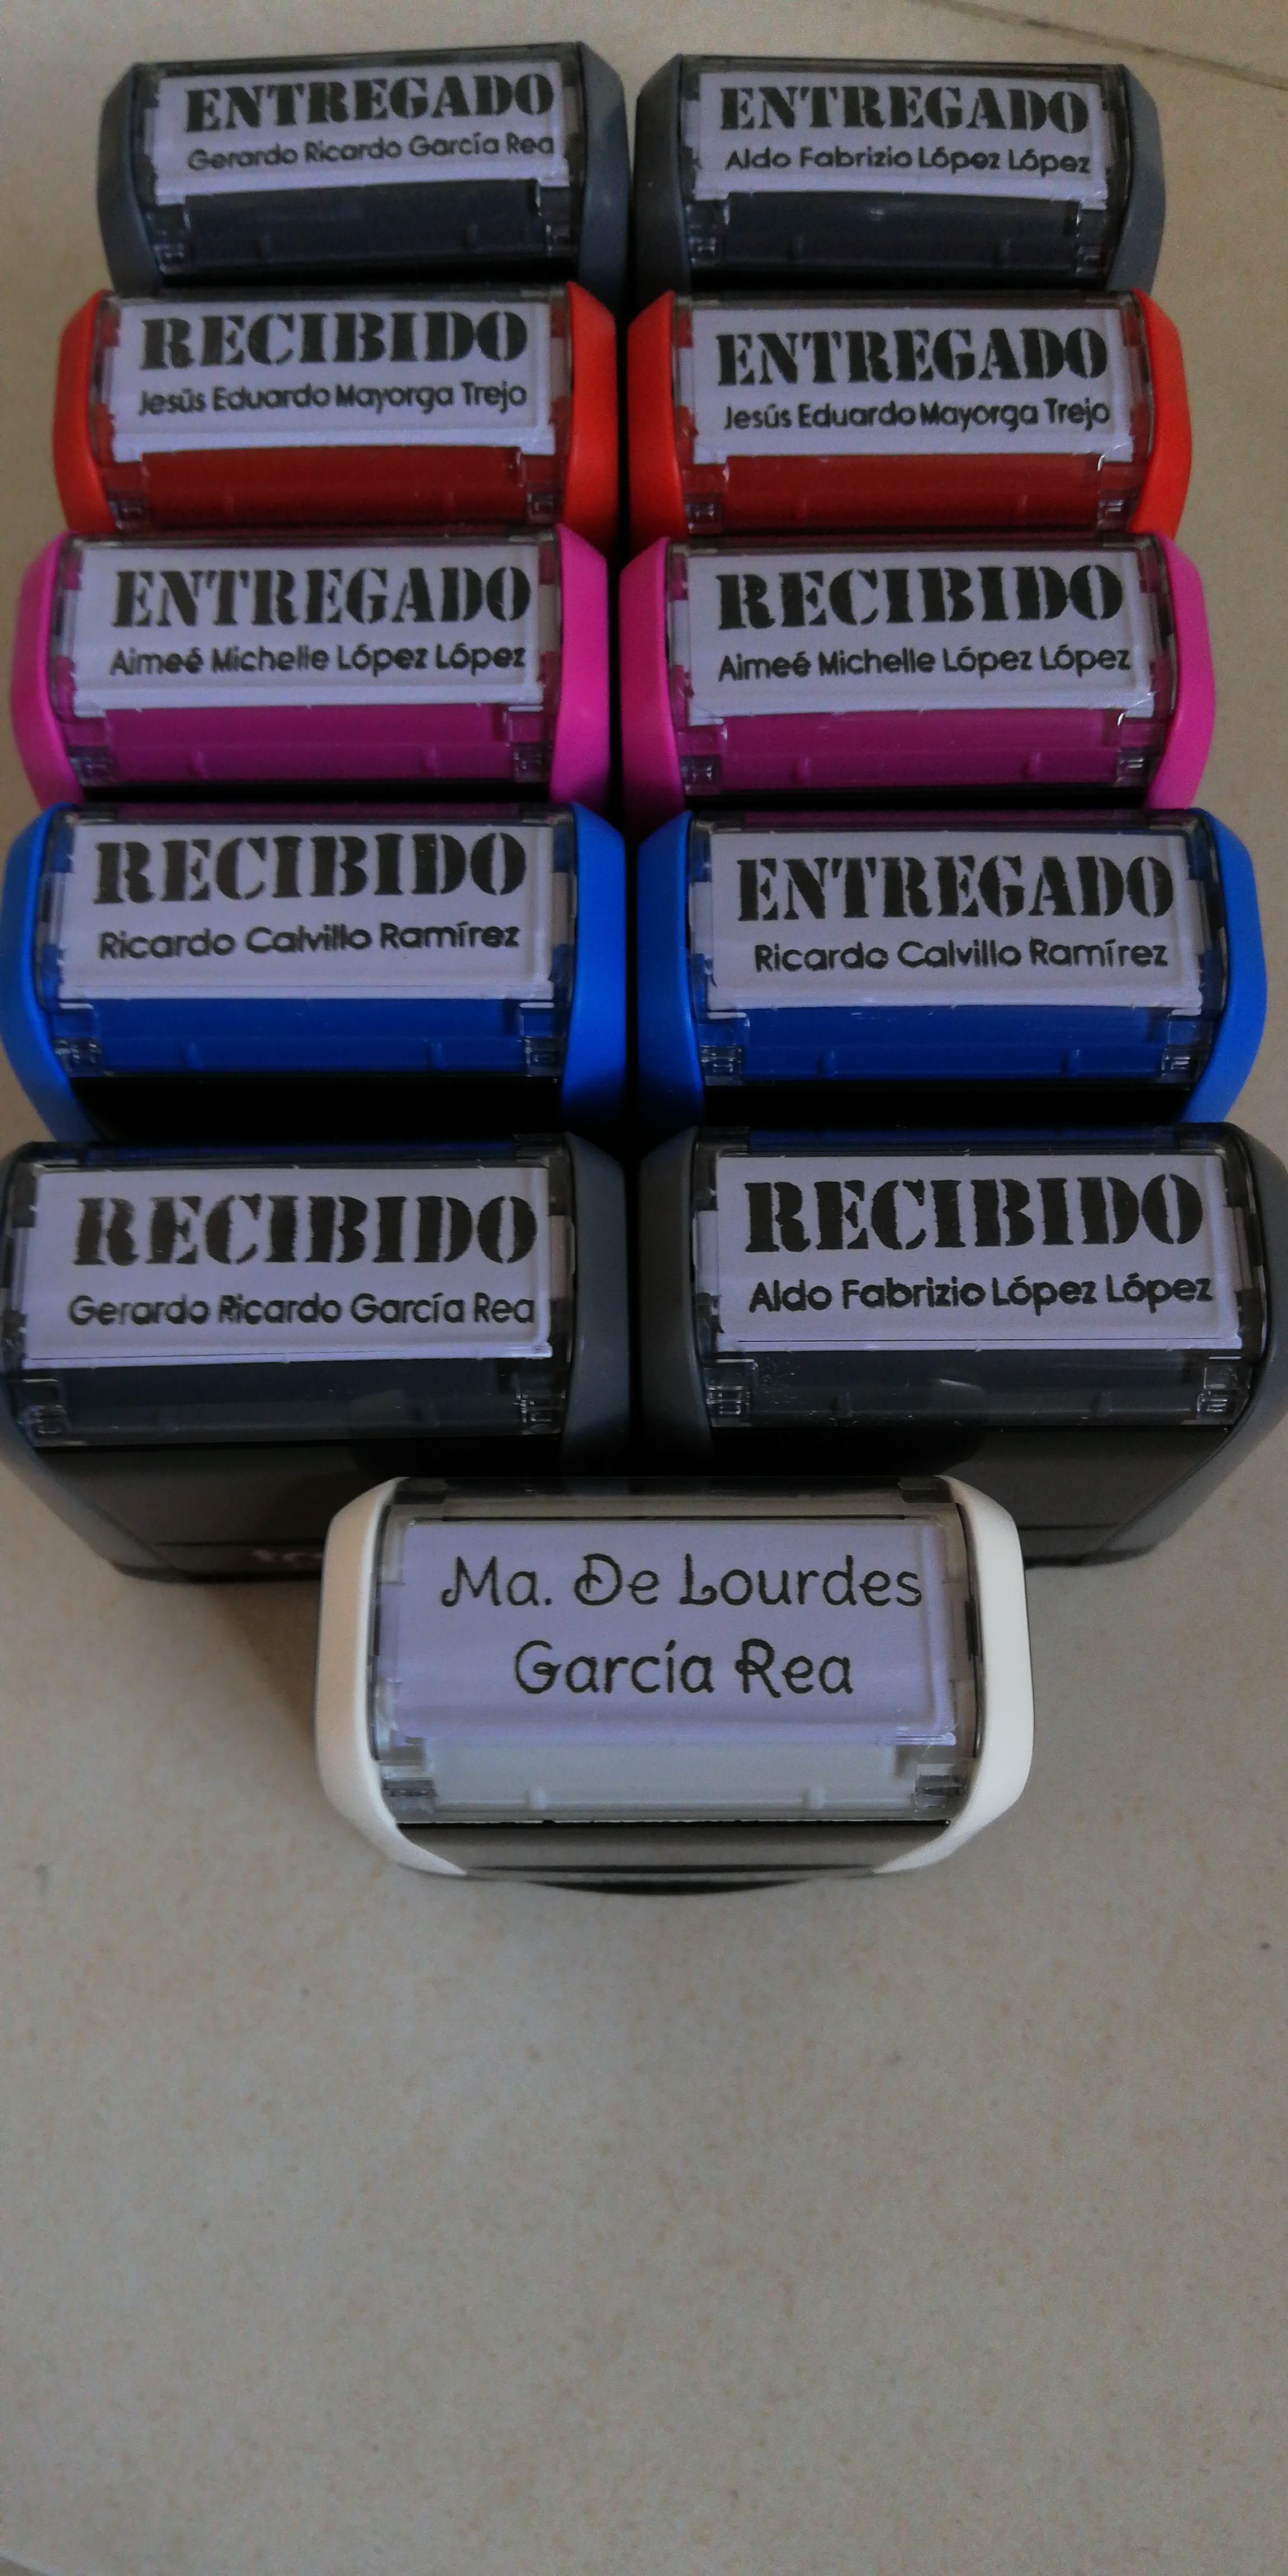 ENTREGADO
Gerardo Ricardo García Rea
ENTREGADO
Aldo Fabrizio López López
RECIBIDO
Jesús Eduardo Mayorga Trejo
ENTREGADO
Jesús Eduardo Mayorga Trejo
ENTREGADO
Aimeé Michelle López López
RECIBIDO
Aimeé Michelle López López
RECIBIDO
Ricardo Calvillo Ramírez
ENTREGADO
Ricardo Calvillo Ramírez
RECIBIDO
Gerardo Ricardo García Rea
RECIBIDO
Aldo Fabrizio López López
Ma. De Lourdes
García Rea